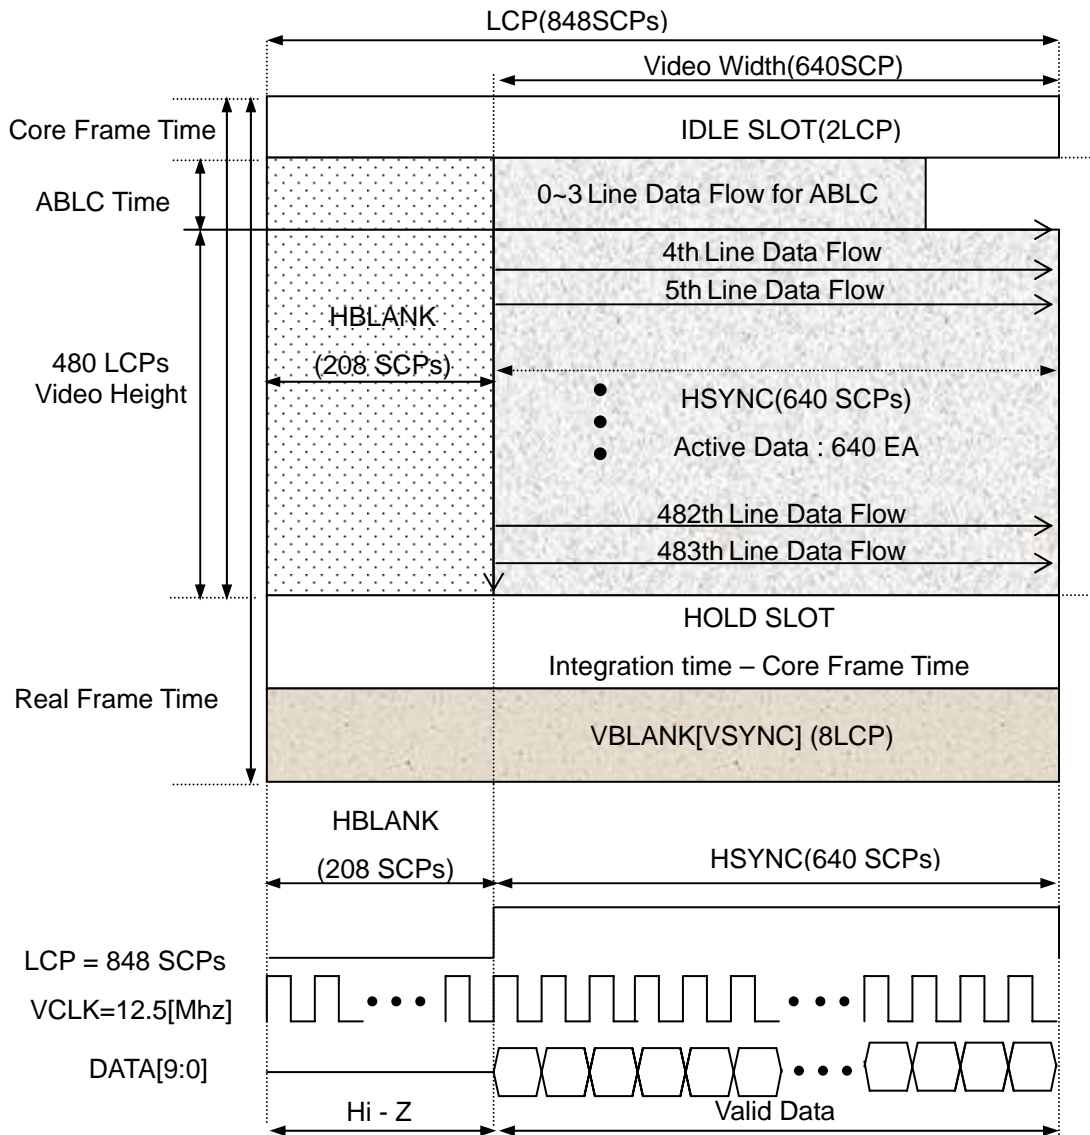 LCP(848SCPs)
Video Width(640SCP)
Core Frame Time
IDLE SLOT(2LCP)
ABLC Time
0~3 Line Data Flow for ABLC
4th Line Data Flow
5th Line Data Flow
HBLANK
(208 SCPs)
480 LCPs
Video Height
HSYNC(640 SCPs)
Active Data : 640 EA
482th Line Data Flow
483th Line Data Flow
HOLD SLOT
Integration time – Core Frame Time
Real Frame Time
VBLANK[VSYNC] (8LCP)
HBLANK
(208 SCPs)
HSYNC(640 SCPs)
LCP = 848 SCPs
VCLK=12.5[Mhz]
DATA[9:0]
Hi - Z
Valid Data